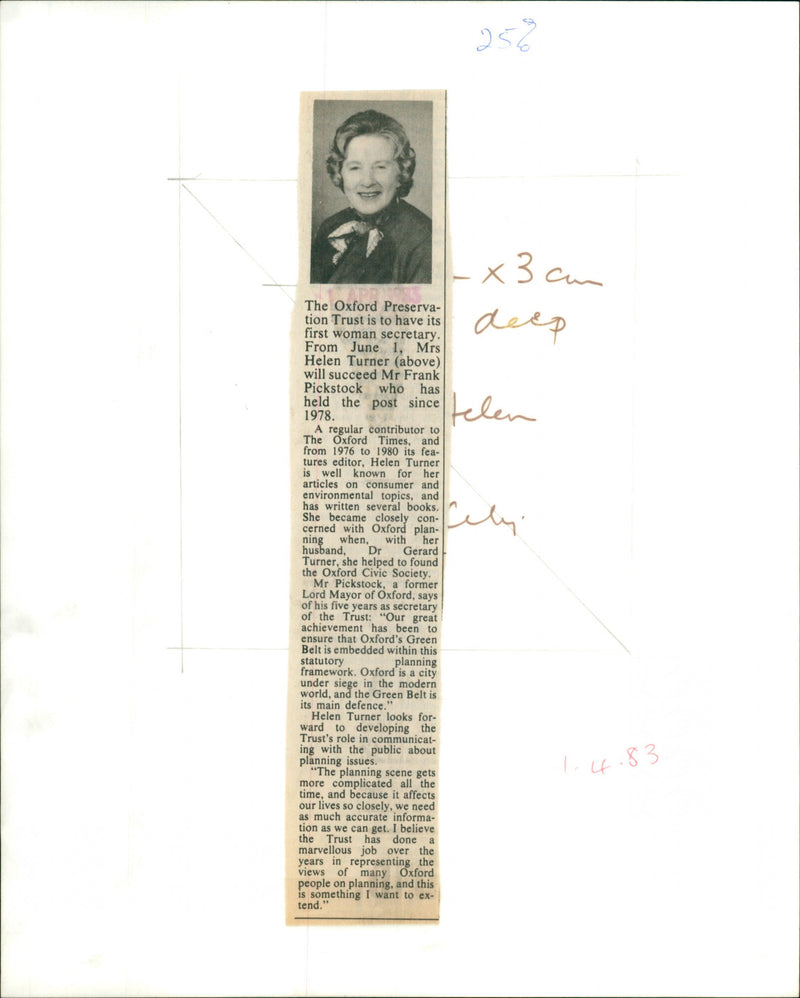 256
- x 3 cm
deep
Helen
1 APR 1983
The Oxford Preserva-
tion Trust is to have its
first woman secretary.
From June 1, Mrs
Helen Turner (above)
will succeed Mr Frank
Pickstock who has
held the post since
1978.
A regular contributor to
The Oxford Times, and
from 1976 to 1980 its fea-
tures editor, Helen Turner
is well known for her
articles on consumer and
environmental topics, and
has written several books.
She became closely con-
cerned with Oxford plan-
ning when, with her
husband, Dr Gerard
Turner, she helped to found
the Oxford Civic Society.
Mr Pickstock, a former
Lord Mayor of Oxford, says
of his five years as secretary
of the Trust: “Our great
achievement has been to
ensure that Oxford's Green
Belt is embedded within this
statutory planning
framework. Oxford is a city
under siege in the modern
world, and the Green Belt is
its main defence.”
Helen Turner looks for-
ward to developing the
Trust's role in communicat-
ing with the public about
planning issues.
“The planning scene gets
more complicated all the
time, and because it affects
our lives so closely, we need
as much accurate informa-
tion as we can get. I believe
the Trust has done a
marvellous job over the
years in representing the
views of many Oxford
people on planning, and this
is something I want to ex-
tend.”
1.4.83